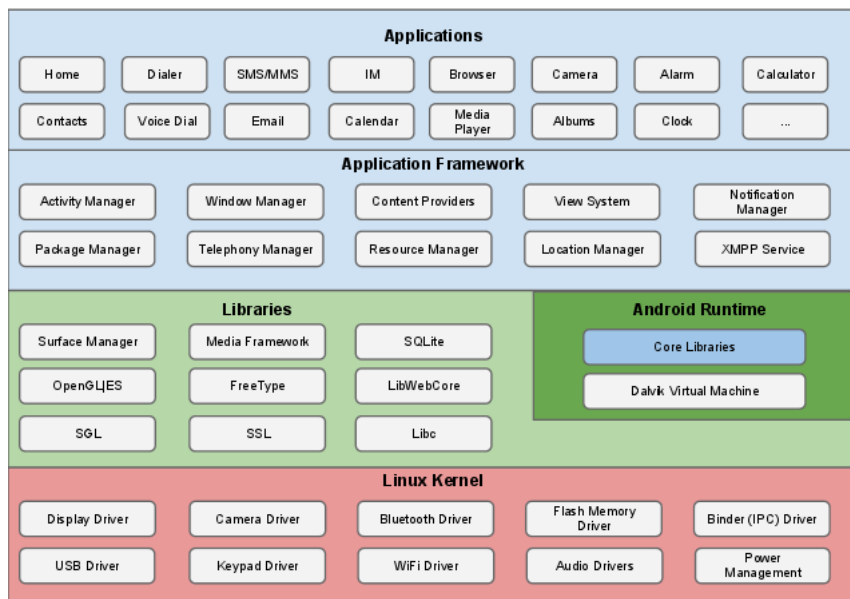 Applications
Home
Dialer
SMS/MMS
IM
Browser
Camera
Alarm
Calculator
Contacts
Voice Dial
Email
Calendar
Media
Player
Albums
Clock
...
Application Framework
Activity Manager
Window Manager
Content Providers
View System
Notification
Manager
Package Manager
Telephony Manager
Resource Manager
Location Manager
XMPP Service
Libraries
Surface Manager
Media Framework
SQLite
OpenGL|ES
FreeType
LibWebCore
SGL
SSL
Libc
Android Runtime
Core Libraries
Dalvik Virtual Machine
Linux Kernel
Display Driver
Camera Driver
Bluetooth Driver
Flash Memory
Driver
Binder (IPC) Driver
USB Driver
Keypad Driver
WiFi Driver
Audio Drivers
Power
Management